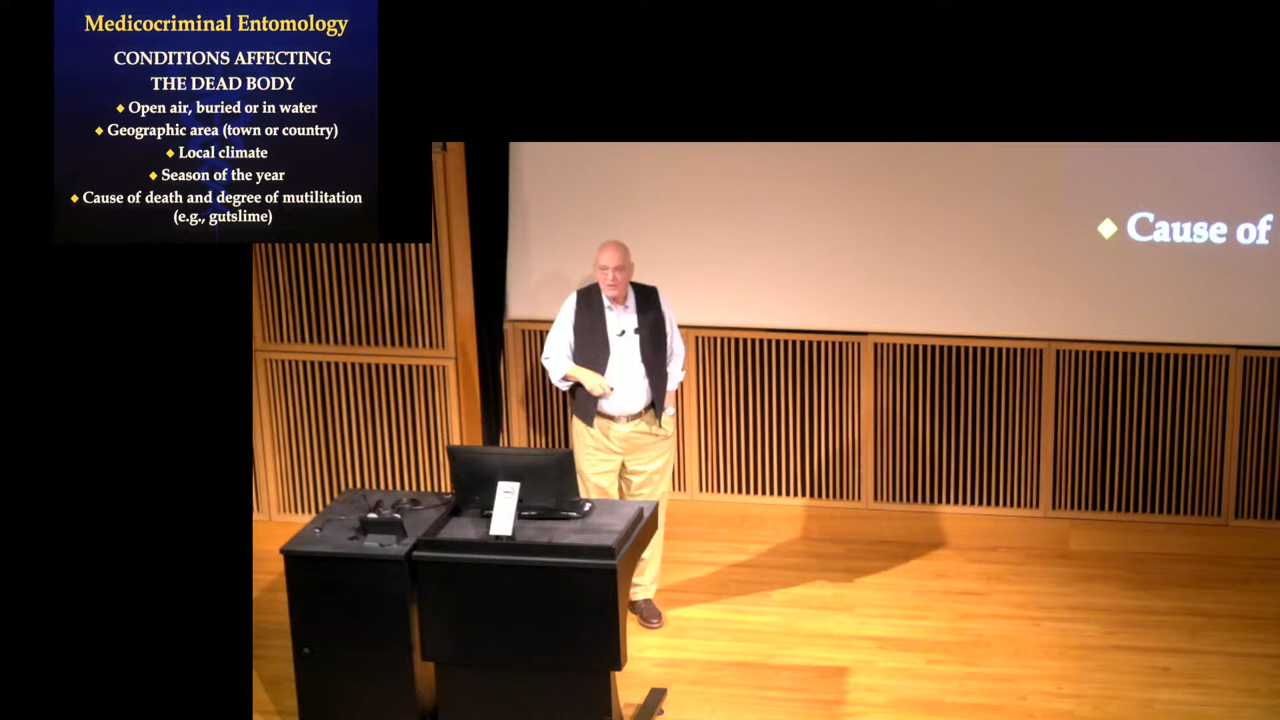 Medicocriminal Entomology
CONDITIONS AFFECTING
THE DEAD BODY
◆ Open air, buried or in water
◆ Geographic area (town or country)
◆ Local climate
◆ Season of the year
◆ Cause of death and degree of mutilitation
(e.g., gutslime)
◆ Cause of